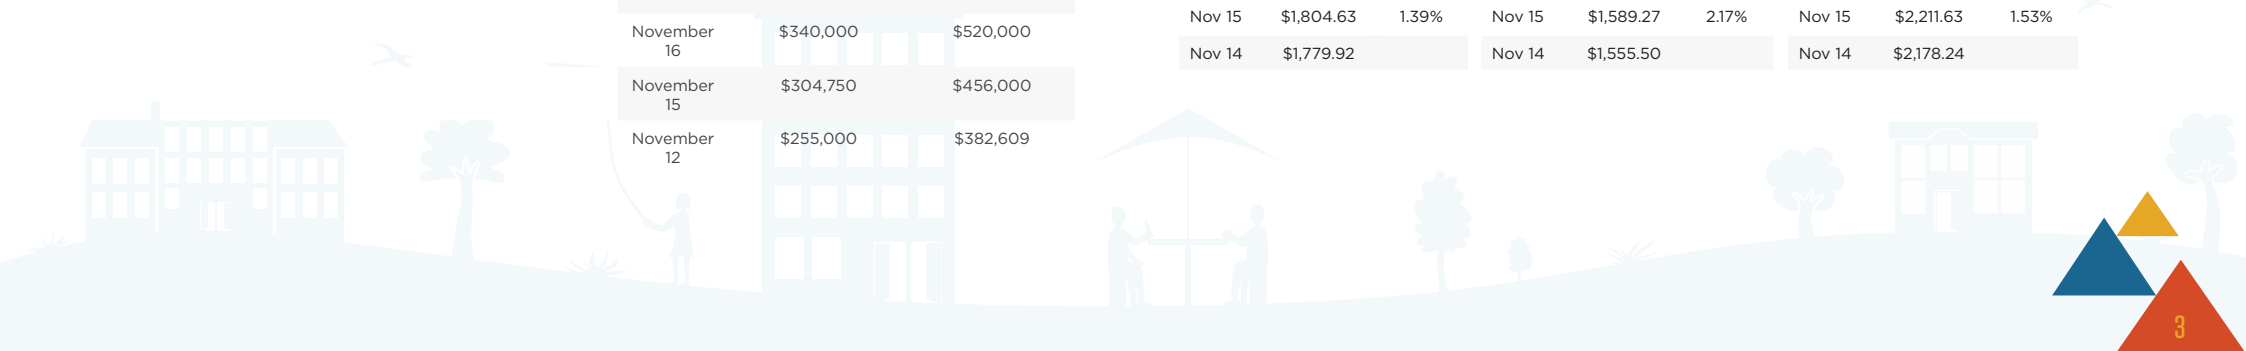 November $340,000 $520,000
16
November $304,750 $456,000
15
November $255,000 $382,609
12
Nov 15 $1,804.63 1.39% Nov 15 $1,589.27 2.17% Nov 15 $2,211.63 1.53%
Nov 14 $1,779.92 Nov 14 $1,555.50 Nov 14 $2,178.24
3